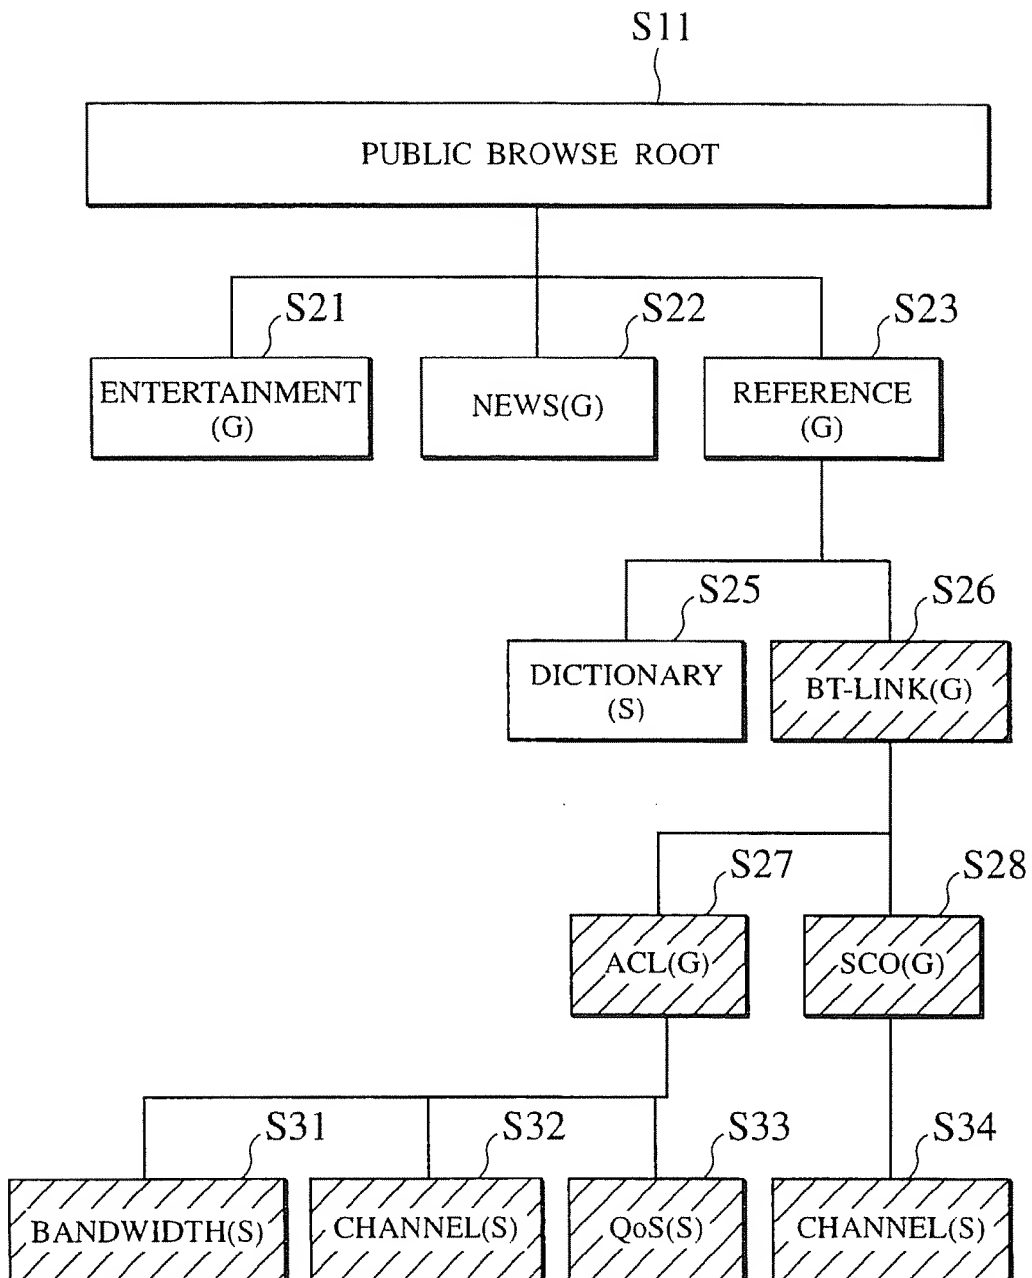 S11
PUBLIC BROWSE ROOT
S21
S22
S23
ENTERTAINMENT
(G)
NEWS(G)
REFERENCE
(G)
S25
S26
DICTIONARY
(S)
BT-LINK(G)
S27
S28
ACL(G)
SCO(G)
S31
S32
S33
S34
BANDWIDTH(S)
CHANNEL(S)
QoS(S)
CHANNEL(S)